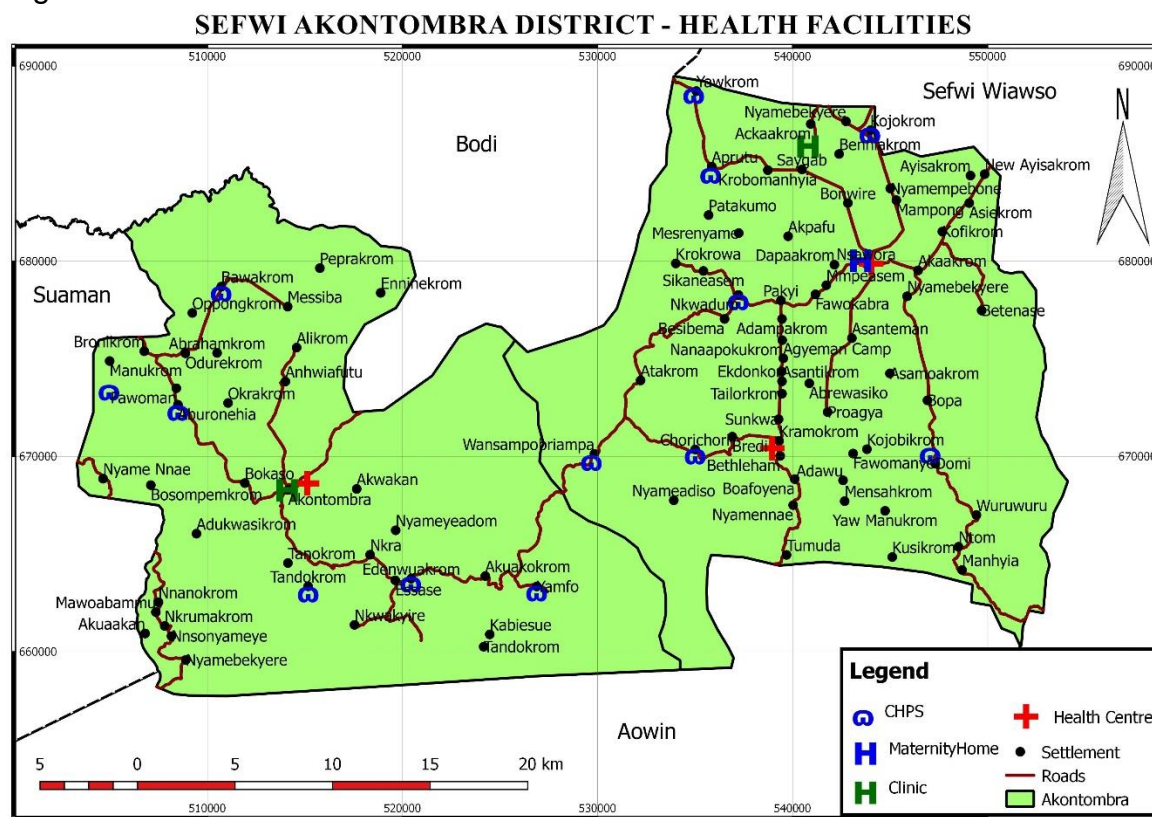 SEFWI AKONTOMBRA DISTRICT - HEALTH FACILITIES
510000 520000 530000 540000 550000
690000 690000
Yawkrom
Sefwi Wiawso
N
Nyamebekyere
Kojokrom
Ackaakrom
Bodi
Benniakrom
Aprutu
Saygab
Ayisakrom
New Ayisakrom
Krobomanhyia
Nyamempebone
Bonwire
Mampong
Asiekrom
Patakumo
Kofikrom
Mesrenyame
Akpafu
Krokrowa
Dapaakrom
680000 680000
Peprakrom
Akaakrom
Sikaneasem
Mmpeasem
Bawakrom
Enninekrom
Nyamebekyere
Suaman
Messiba
Nkwadum
Pakyi
Fawokabra
Betenase
Oppongkrom
Besibema
Adampakrom
Asanteman
Bronikrom
Alikrom
Abrahamkrom
Nanaapokukrom
Agyeman Camp
Odurekrom
Manukrom
Anhwiafutu
Atakrom
Ekdonkor
Asantikrom
Asamoakrom
Okrakrom
Tailorkrom
Abrewasiko
Bopa
Proagya
Sunkwa
Chorichori
Kramokrom
Wansampobriampa
Bredi
Kojobikrom
670000 670000
Bethleham
Fawomanye
Domi
Nyame Nnae
Bokaso
Adawu
Bosompemkrom
Akontombra
Akwakan
Nyameadiso
Boafoyena
Mensahkrom
Nyamennae
Yaw Manukrom
Wuruwuru
Adukwasikrom
Nyameyeadom
Tanokrom
Nkra
Tumuda
Kusikrom
Ntom
Tandokrom
Edenwuakrom
Akuakokrom
Manhyia
Essase
Yamfo
Nnanokrom
Mawoabammu
Nkrumakrom
Nkwakyire
Akuaakan
Nnsonyameye
Kabiesue
Tandokrom
660000
Nyamebekyere
Legend
CHPS
Health Centre
Aowin
MaternityHome
Settlement
Roads
Clinic
Akontombra
5 0 5 10 15 20 km
510000 520000 530000 540000